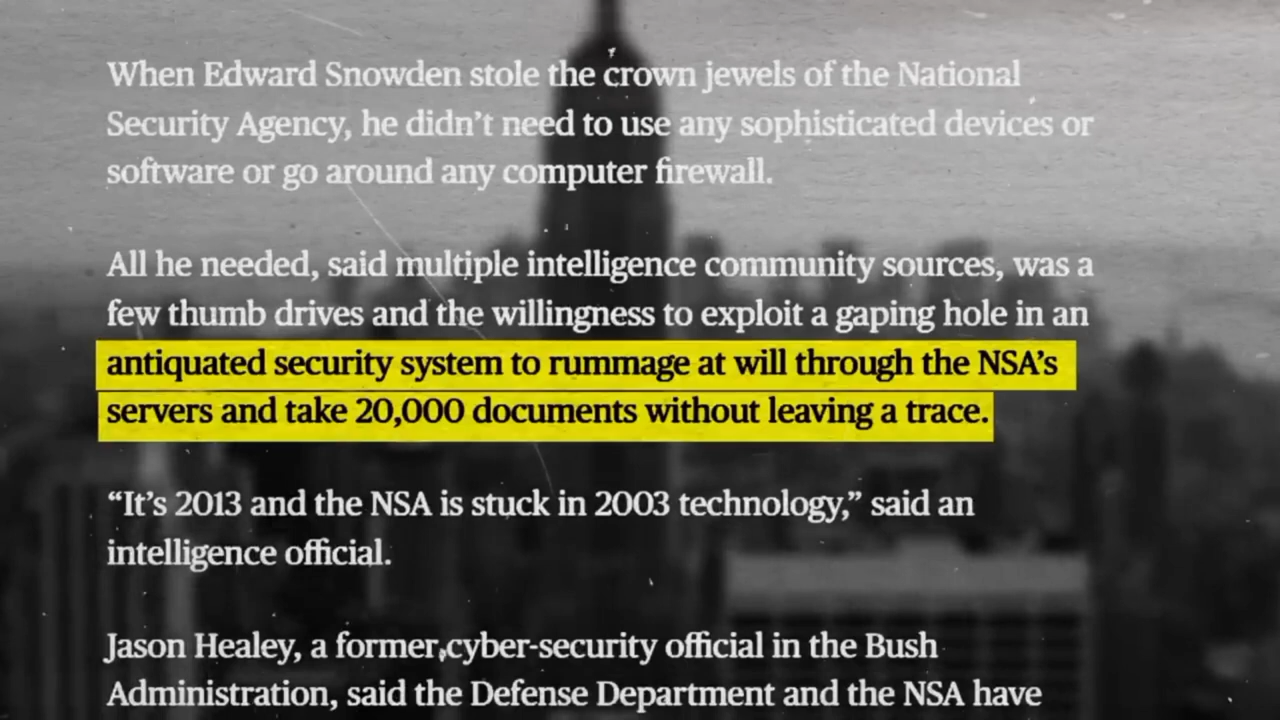 When Edward Snowden stole the crown jewels of the National
Security Agency, he didn’t need to use any sophisticated devices or
software or go around any computer firewall.
All he needed, said multiple intelligence community sources, was a
few thumb drives and the willingness to exploit a gaping hole in an
antiquated security system to rummage at will through the NSA’s
servers and take 20,000 documents without leaving a trace.
“It’s 2013 and the NSA is stuck in 2003 technology,” said an
intelligence official.
Jason Healey, a former cyber-security official in the Bush
Administration, said the Defense Department and the NSA have